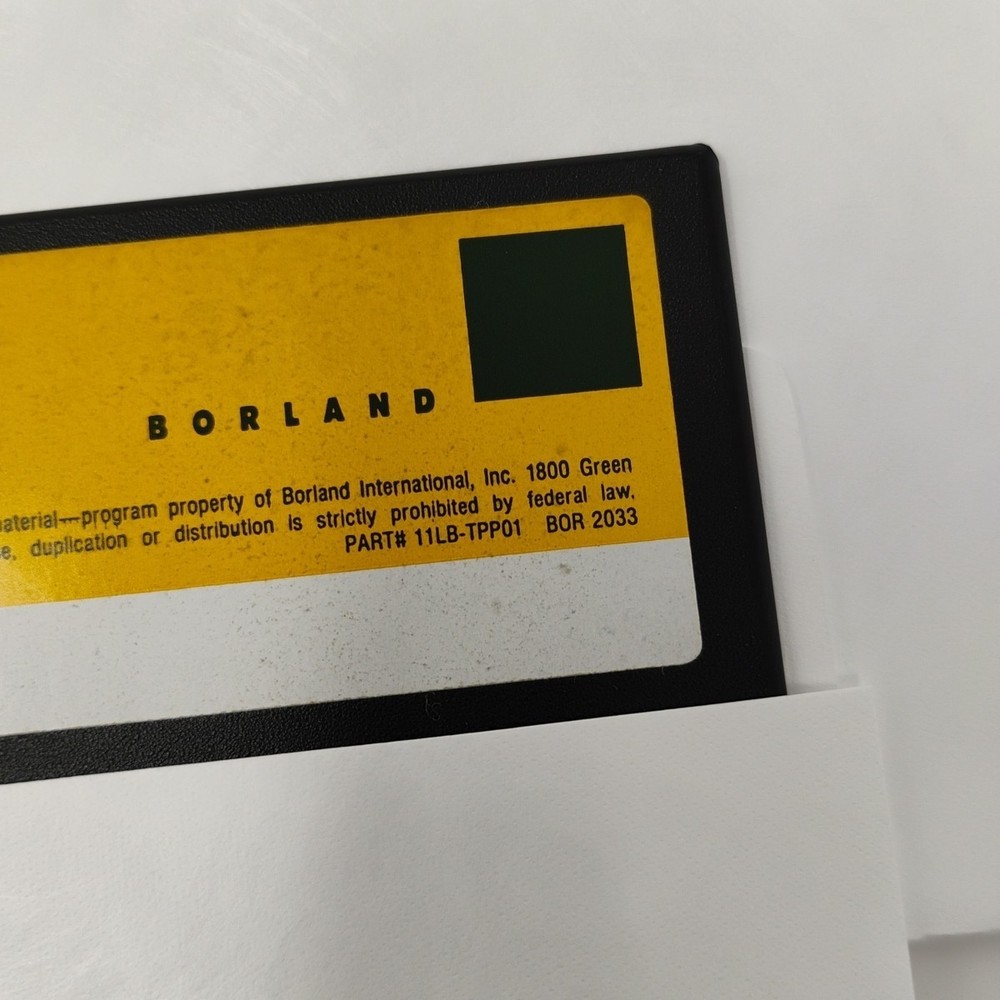 BORLAND
material—program property of Borland International, Inc. 1800 Green
duplication or distribution is strictly prohibited by federal law.
PART# 11LB-TPP01 BOR 2033